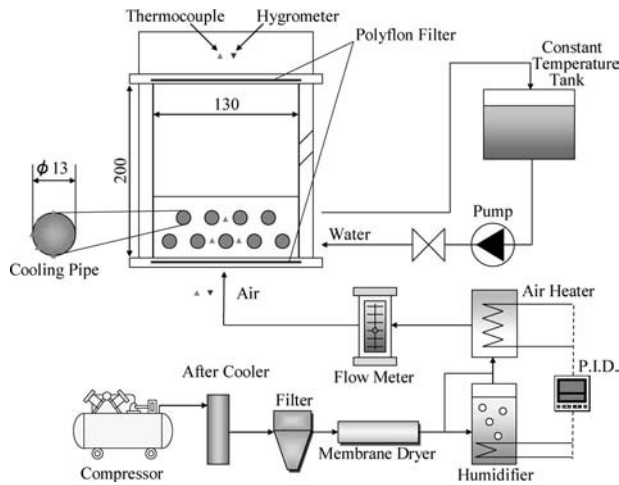 Thermocouple
Hygrometer
Polyflon Filter
Constant
Temperature
Tank
130
200
ϕ 13
Pump
Water
Cooling Pipe
Air
Air Heater
Flow Meter
P.I.D.
After Cooler
Filter
Membrane Dryer
Compressor
Humidifier